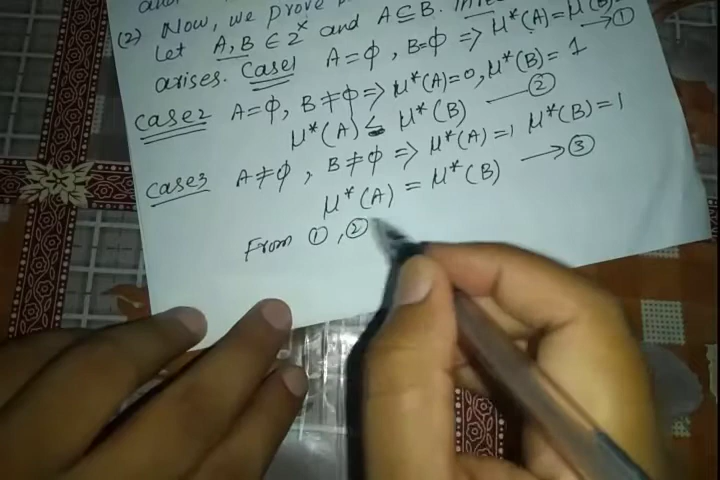 (2) Now, we prove
Let A, B ∈ 2^x and A ⊆ B.
arises. Case1 A = ϕ, B = ϕ => μ*(A) = μ*(B) → ①
Case2 A = ϕ, B ≠ ϕ => μ*(A) = 0, μ*(B) = 1
μ*(A) ≤ μ*(B) — ②
Case3 A ≠ ϕ, B ≠ ϕ => μ*(A) = 1 μ*(B) = 1
μ*(A) = μ*(B) → ③
From ①, ②